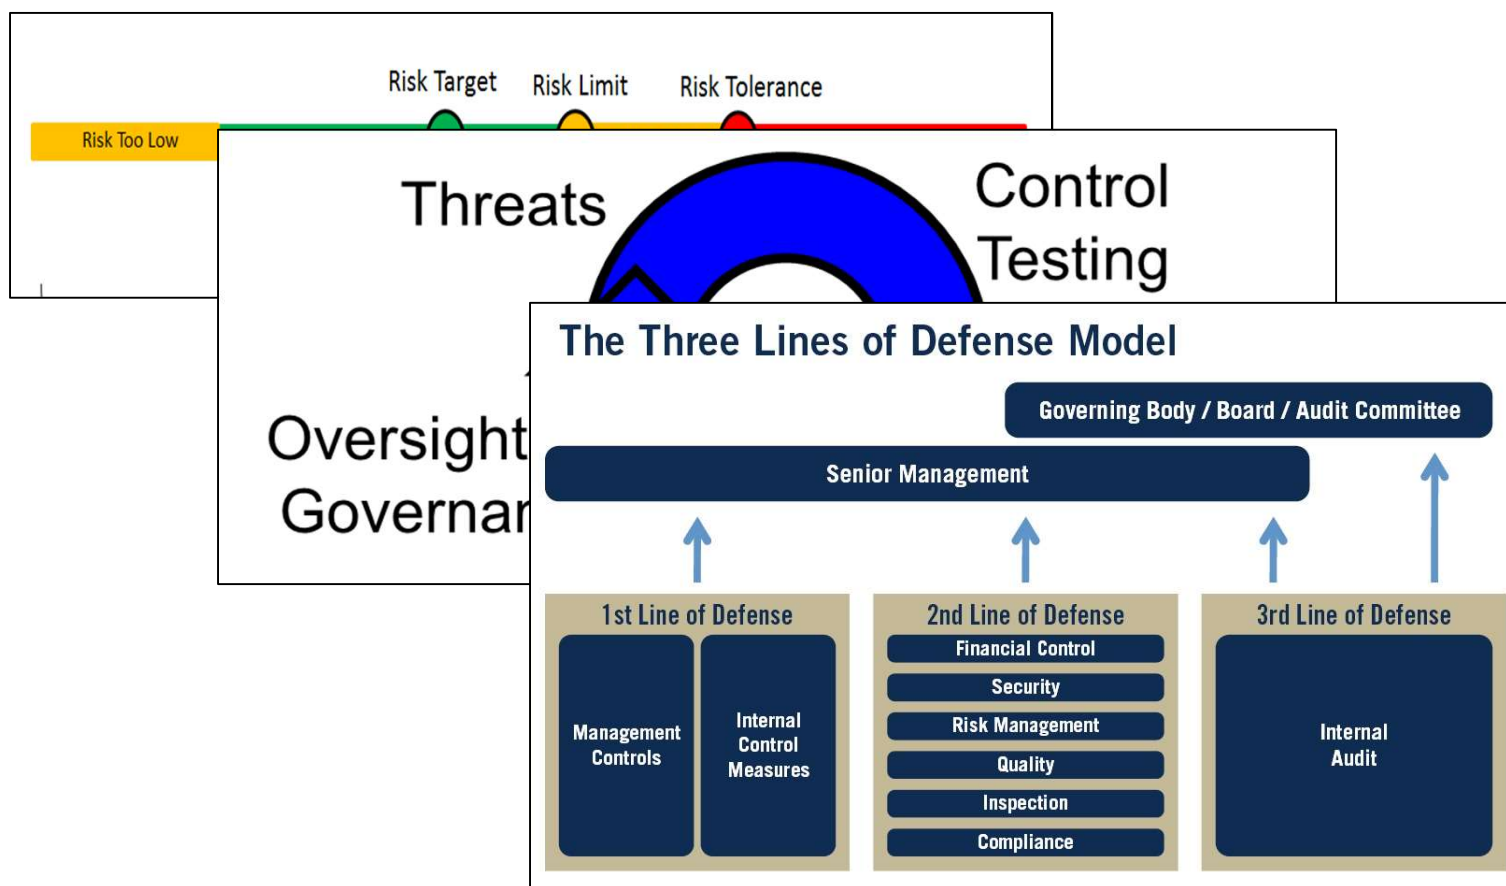 Risk Target Risk Limit Risk Tolerance
Risk Too Low
Threats
Control
Testing
Oversight
The Three Lines of Defense Model
Governing Body / Board / Audit Committee
Senior Management
1st Line of Defense
Management
Controls
Internal
Control
Measures
2nd Line of Defense
Financial Control
Security
Risk Management
Quality
Inspection
Compliance
3rd Line of Defense
Internal
Audit